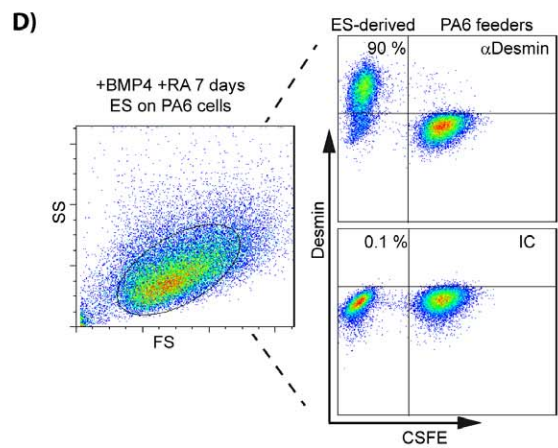 D)
+BMP4 +RA 7 days
ES on PA6 cells
SS
FS
ES-derived PA6 feeders
90 % αDesmin
Desmin
0.1 % IC
CSFE